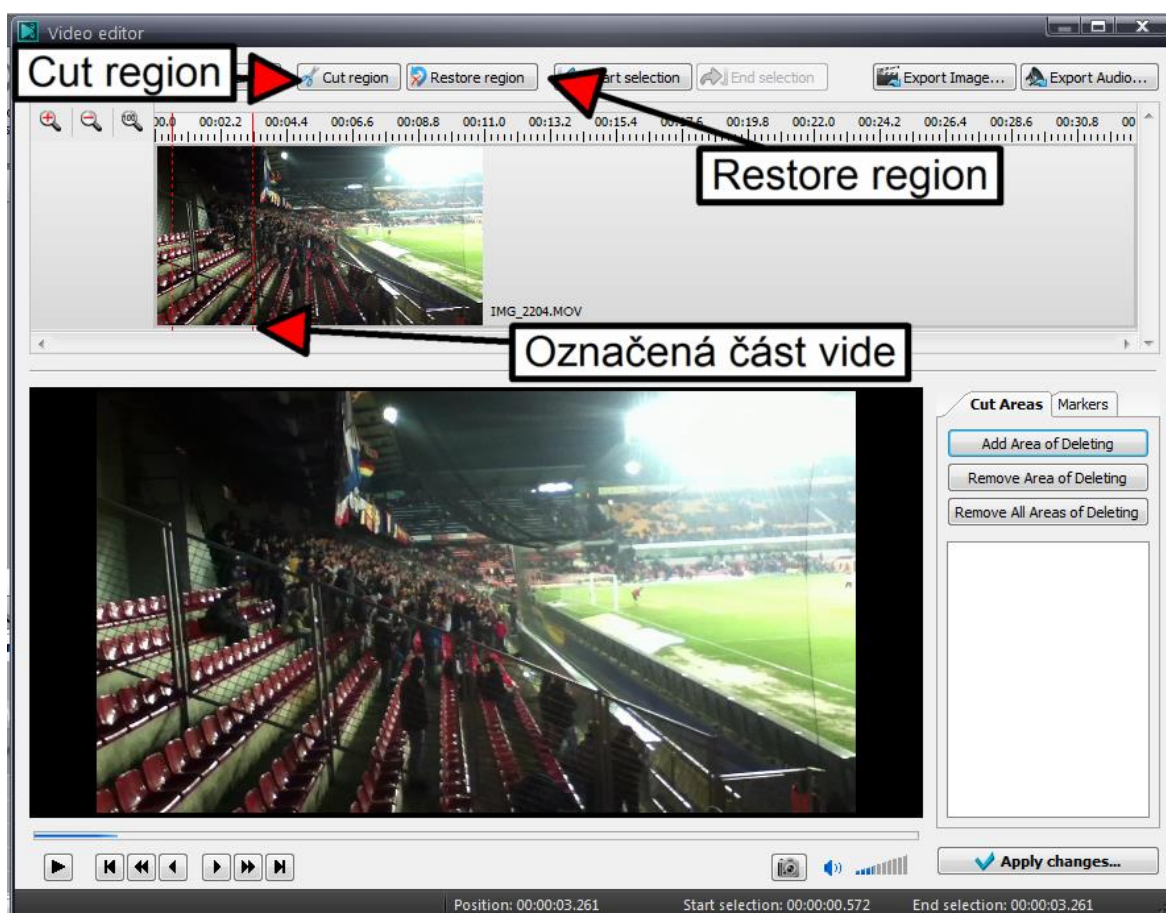 Video editor
Cut region
Cut region
Restore region
selection
End selection
Export Image...
Export Audio...
00:02.2 00:04.4 00:06.6 00:08.8 00:11.0 00:13.2 00:15.4 00:19.8 00:22.0 00:24.2 00:26.4 00:28.6 00:30.8 00
100
Restore region
IMG_2204.MOV
Označená část vide
Cut Areas Markers
Add Area of Deleting
Remove Area of Deleting
Remove All Areas of Deleting
Apply changes...
Position: 00:00:03.261 Start selection: 00:00:00.572 End selection: 00:00:03.261